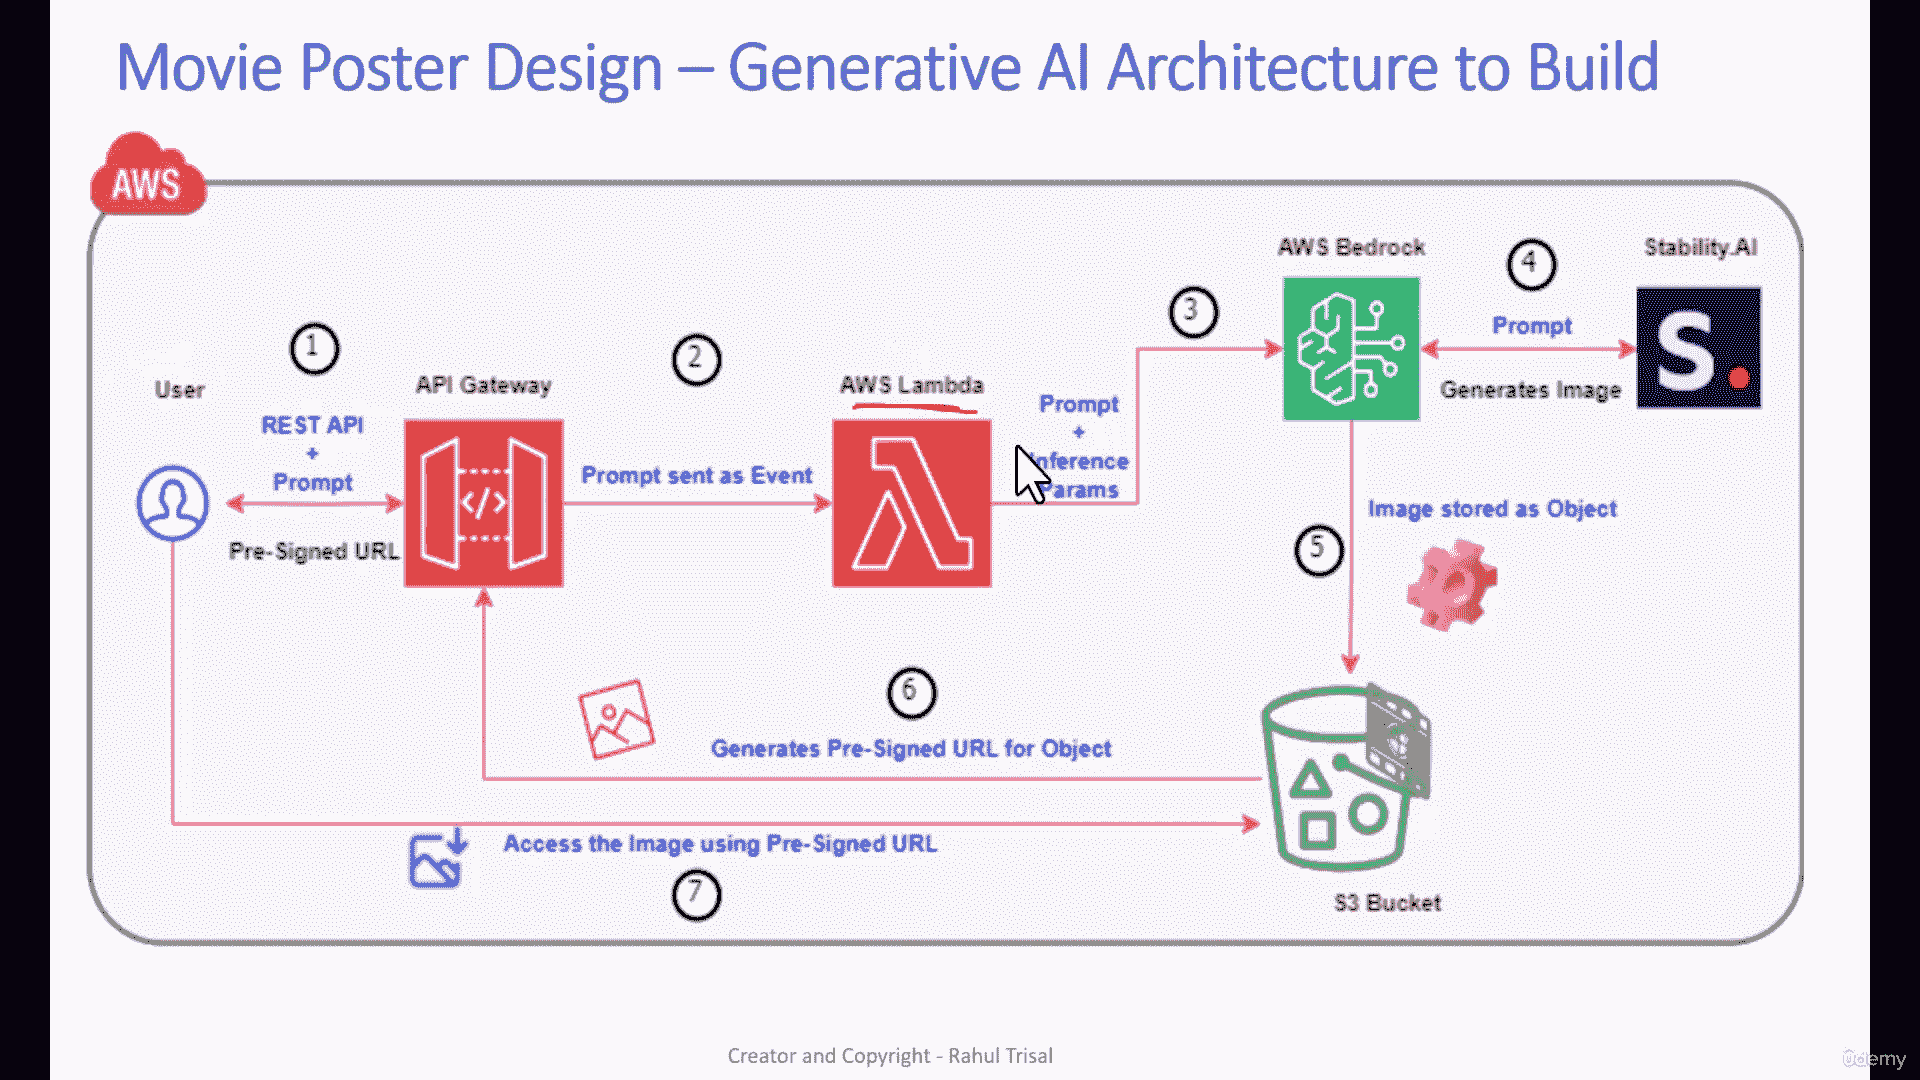 Movie Poster Design – Generative AI Architecture to Build
AWS
AWS Bedrock
4
Stability.AI
3
Prompt
S.
1
2
User
API Gateway
AWS Lambda
Generates Image
REST API
+
Prompt
Prompt
+
Inference
Params
Prompt sent as Event
</>
Pre-Signed URL
Image stored as Object
5
6
Generates Pre-Signed URL for Object
Access the Image using Pre-Signed URL
7
S3 Bucket
Creator and Copyright - Rahul Trisal
ûdemy